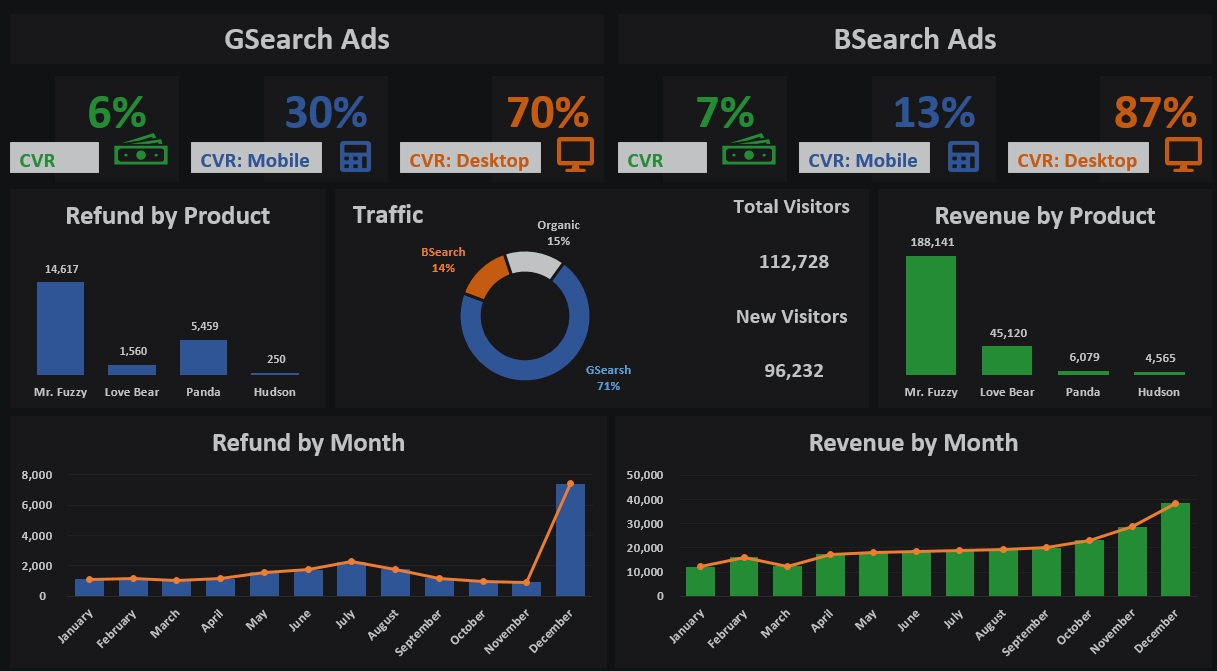 GSearch Ads
BSearch Ads
6%
30%
70%
7%
13%
87%
CVR
CVR: Mobile
CVR: Desktop
CVR
CVR: Mobile
CVR: Desktop
Refund by Product
14,617
1,560
5,459
250
Mr. Fuzzy
Love Bear
Panda
Hudson
Traffic
Organic
15%
BSearch
14%
GSearsh
71%
Total Visitors
112,728
New Visitors
96,232
Revenue by Product
188,141
45,120
6,079
4,565
Mr. Fuzzy
Love Bear
Panda
Hudson
Refund by Month
8,000
6,000
4,000
2,000
0
January
February
March
April
May
June
July
August
September
October
November
December
Revenue by Month
50,000
40,000
30,000
20,000
10,000
0
January
February
March
April
May
June
July
August
September
October
November
December